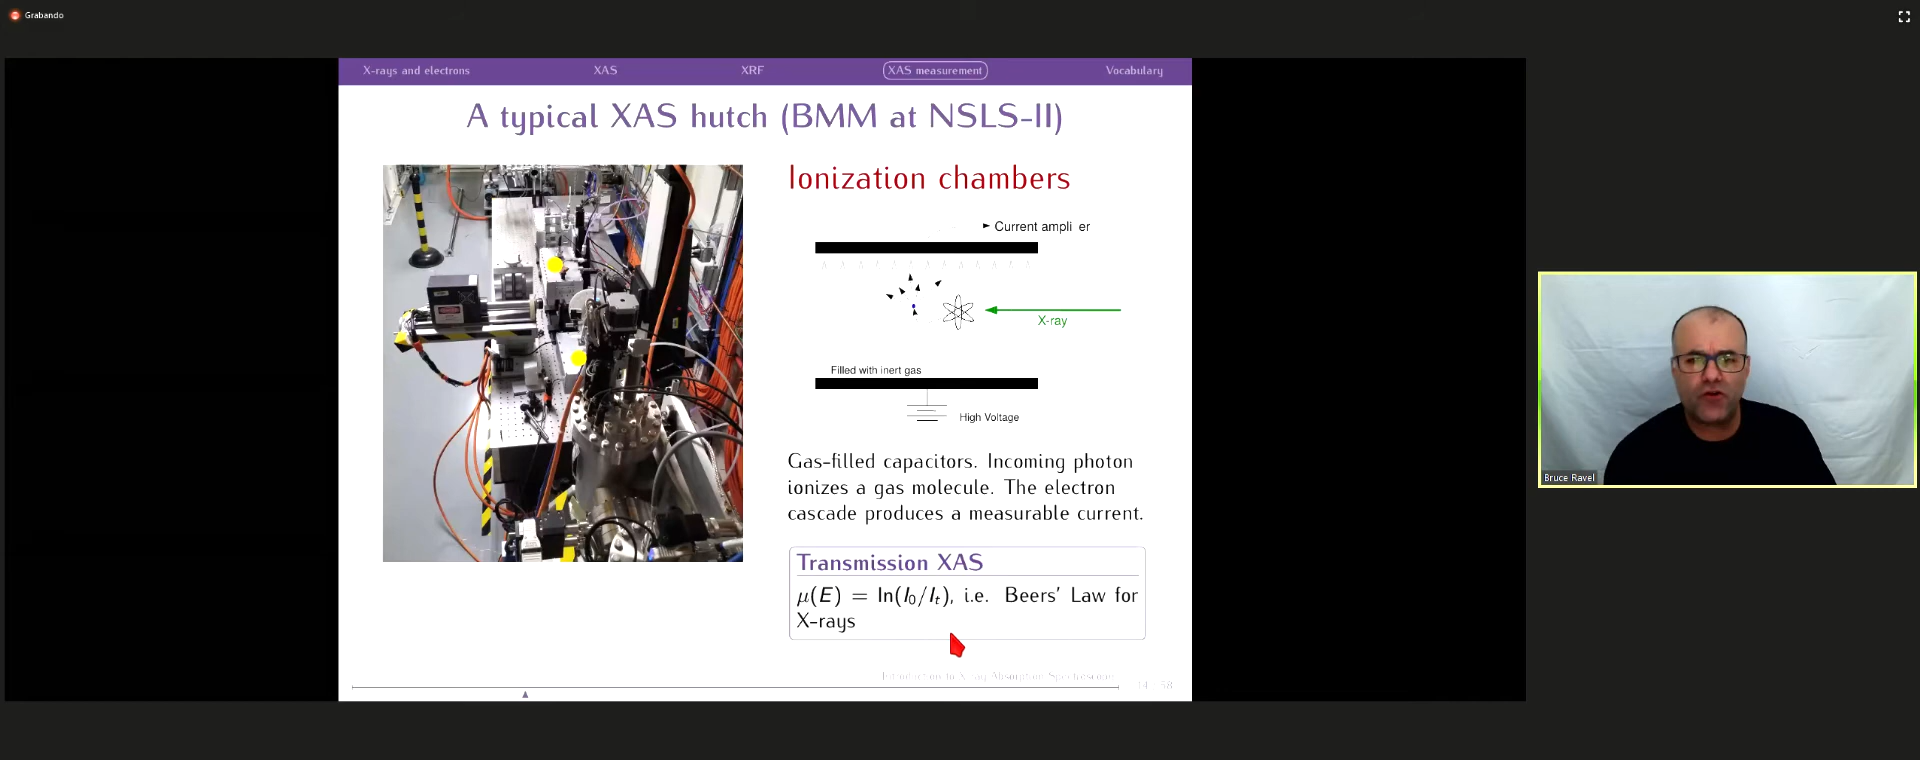 Grabando
X-rays and electrons XAS XRF XAS measurement Vocabulary
A typical XAS hutch (BMM at NSLS-II)
Ionization chambers
Current ampli er
X-ray
Filled with inert gas
High Voltage
Gas-filled capacitors. Incoming photon
ionizes a gas molecule. The electron
cascade produces a measurable current.
Transmission XAS
μ(E) = ln(I₀/Iₜ), i.e. Beers' Law for
X-rays
Introduction to X-ray Absorption Spectroscopy
14 58
Bruce Ravel